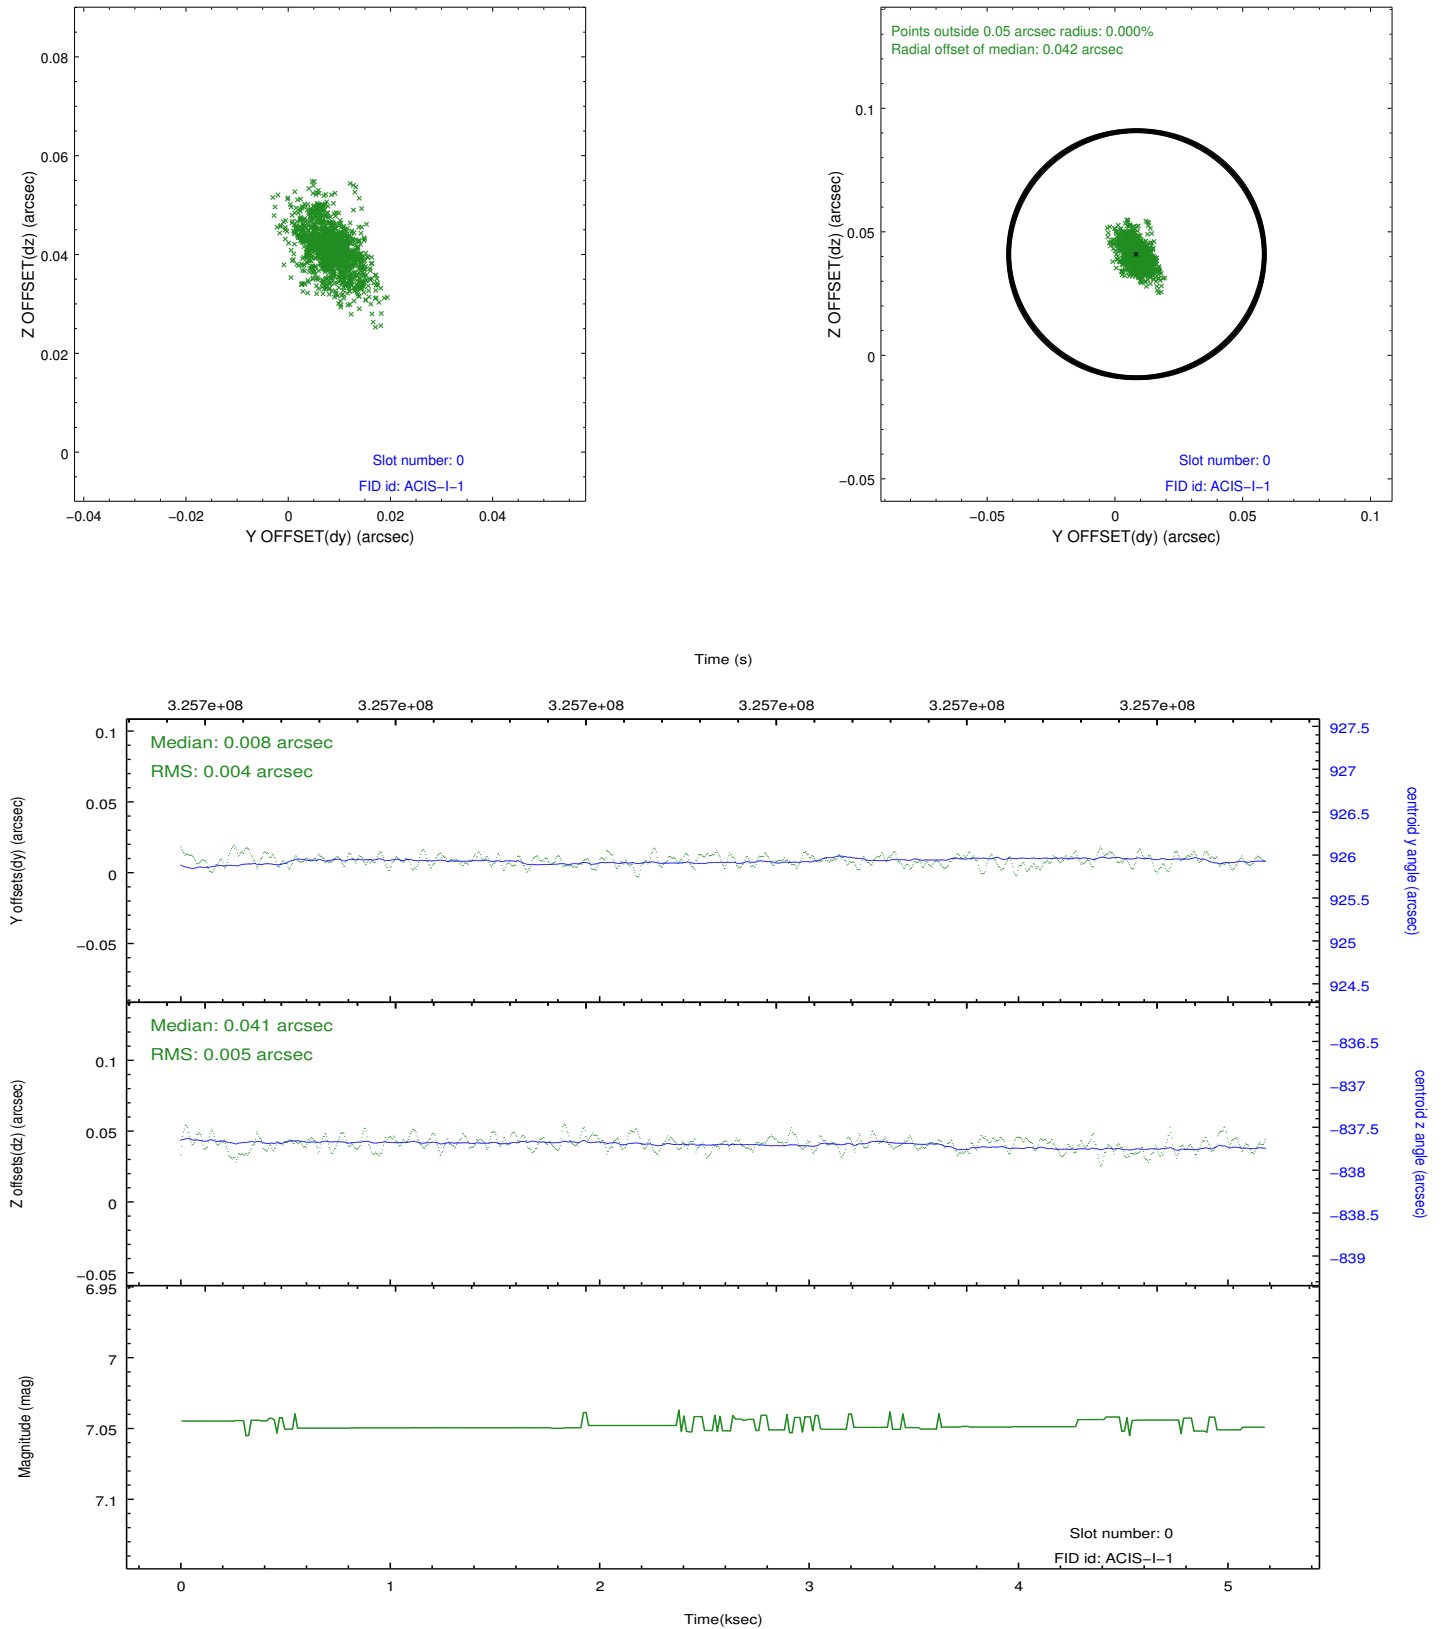 0.08
0.06
0.04
0.02
0
Z OFFSET(dz) (arcsec)
Slot number: 0
FID id: ACIS−I−1
−0.04
−0.02
0
0.02
0.04
Y OFFSET(dy) (arcsec)
Points outside 0.05 arcsec radius: 0.000%
Radial offset of median: 0.042 arcsec
0.1
0.05
0
−0.05
Z OFFSET(dz) (arcsec)
Slot number: 0
FID id: ACIS−I−1
−0.05
0
0.05
0.1
Y OFFSET(dy) (arcsec)
Time (s)
3.257e+08
3.257e+08
3.257e+08
3.257e+08
3.257e+08
3.257e+08
Median: 0.008 arcsec
RMS: 0.004 arcsec
0.1
0.05
0
−0.05
Y offsets(dy) (arcsec)
927.5
927
926.5
926
925.5
925
924.5
centroid y angle (arcsec)
Median: 0.041 arcsec
RMS: 0.005 arcsec
0.1
0.05
0
−0.05
Z offsets(dz) (arcsec)
−836.5
−837
−837.5
−838
−838.5
−839
centroid z angle (arcsec)
6.95
7
7.05
7.1
Magnitude (mag)
Slot number: 0
FID id: ACIS−I−1
0
1
2
3
4
5
Time(ksec)